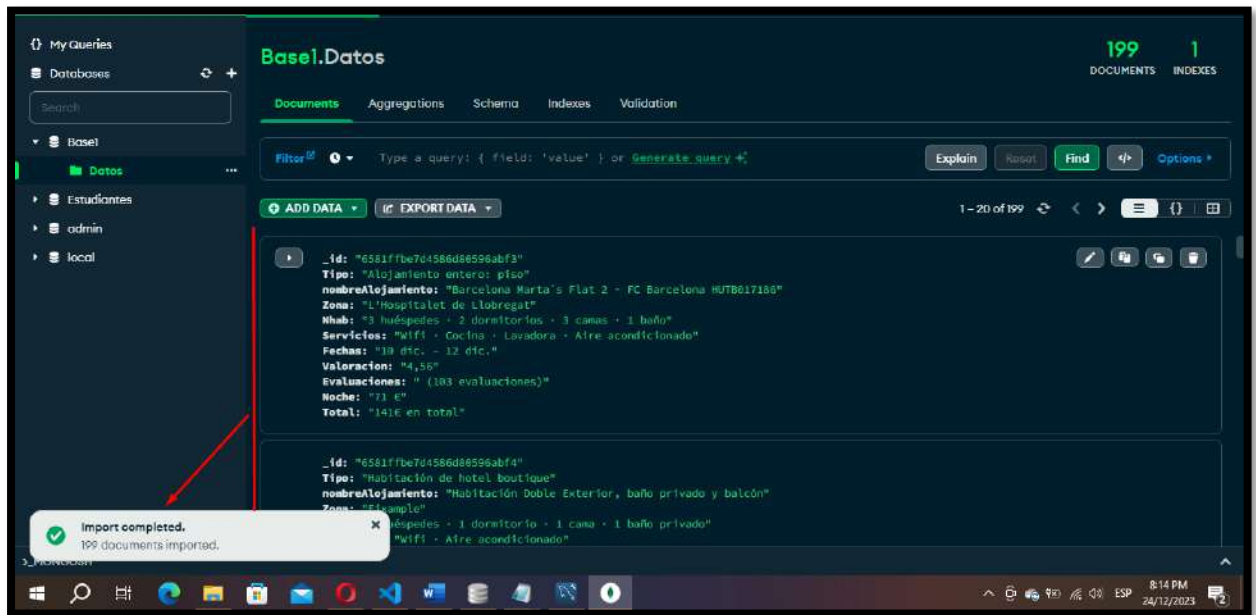 {} My Queries
Databases
Search
Base1
Datos
Estudiantes
admin
local
Base1.Datos
199
DOCUMENTS
1
INDEXES
Documents Aggregations Schema Indexes Validation
Filter Type a query: { field: 'value' } or Generate query
Explain Reset Find </> Options
ADD DATA EXPORT DATA
1 – 20 of 199
{}
_id: "6581ffbe7d4586d86596abf3"
Tipo: "Alojamiento entero: piso"
nombreAlojamiento: "Barcelona Marta´s Flat 2 - FC Barcelona HUTB017186"
Zona: "L'Hospitalet de Llobregat"
Nhab: "3 huéspedes · 2 dormitorios · 3 camas · 1 baño"
Servicios: "Wifi · Cocina · Lavadora · Aire acondicionado"
Fechas: "10 dic. – 12 dic."
Valoracion: "4,56"
Evaluaciones: " (103 evaluaciones)"
Noche: "71 €"
Total: "141€ en total"
_id: "6581ffbe7d4586d86596abf4"
Tipo: "Habitación de hotel boutique"
nombreAlojamiento: "Habitación Doble Exterior, baño privado y balcón"
Zona: "Eixample"
huéspedes · 1 dormitorio · 1 cama · 1 baño privado"
"Wifi · Aire acondicionado"
Import completed.
199 documents imported.
>_MONGOSH
ESP
8:14 PM
24/12/2023